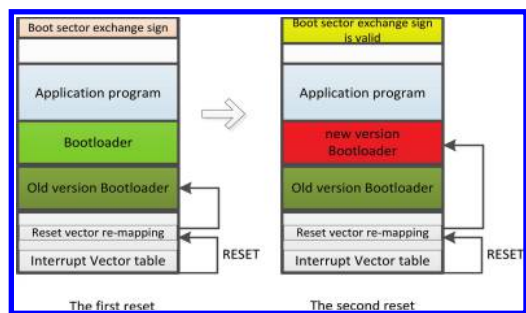 Boot sector exchange sign
Application program
Bootloader
Old version Bootloader
Reset vector re-mapping
RESET
Interrupt Vector table
The first reset
Boot sector exchange sign
is valid
Application program
new version
Bootloader
Old version Bootloader
Reset vector re-mapping
RESET
Interrupt Vector table
The second reset